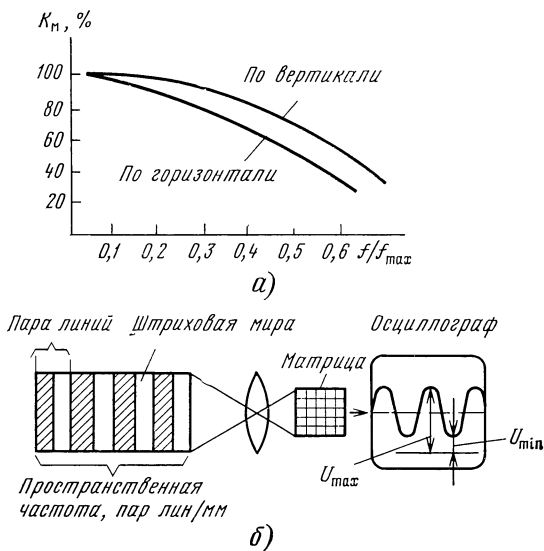 Kм, %
100
80
60
40
20
По вертикали
По горизонтали
0,1 0,2 0,3 0,4 0,5 0,6 f/fmax
а)
Пара линий Штриховая мира Осциллограф
Матрица
Umin
Umax
Пространственная
частота, пар лин/мм
б)